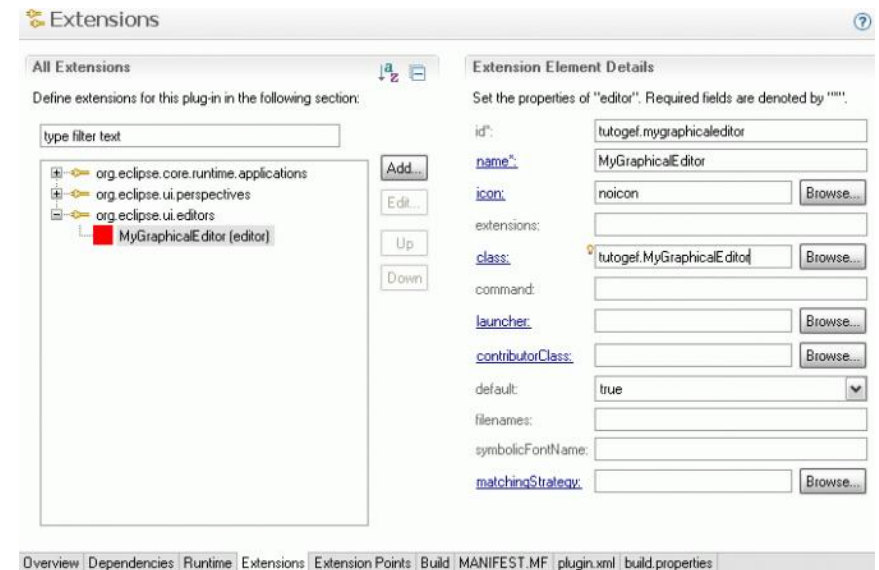 Extensions
All Extensions
Define extensions for this plug-in in the following section:
type filter text
org.eclipse.core.runtime.applications
org.eclipse.ui.perspectives
org.eclipse.ui.editors
MyGraphicalEditor (editor)
Add...
Edit...
Up
Down
Extension Element Details
Set the properties of "editor". Required fields are denoted by "*".
id*: tutogef.mygraphicaleditor
name*: MyGraphicalEditor
icon: noicon Browse...
extensions:
class: tutogef.MyGraphicalEditor Browse...
command:
launcher: Browse...
contributorClass: Browse...
default: true
filenames:
symbolicFontName:
matchingStrategy: Browse...
Overview Dependencies Runtime Extensions Extension Points Build MANIFEST.MF plugin.xml build.properties